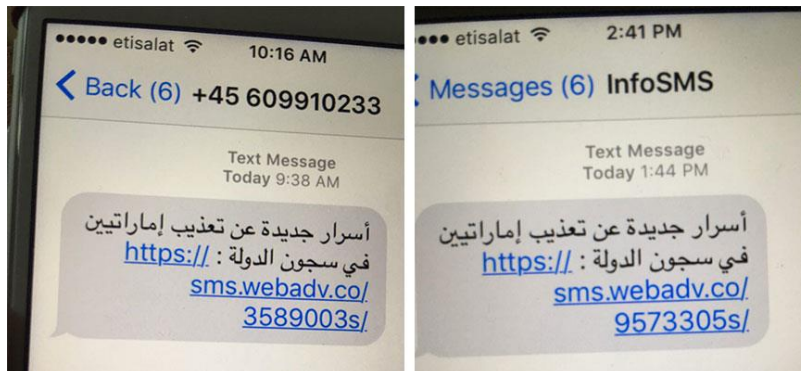 etisalat 10:16 AM
Back (6) +45 609910233
Text Message
Today 9:38 AM
أسرار جديدة عن تعذيب إماراتيين
في سجون الدولة : https://
sms.webadv.co/
3589003s/
etisalat 2:41 PM
Messages (6) InfoSMS
Text Message
Today 1:44 PM
أسرار جديدة عن تعذيب إماراتيين
في سجون الدولة : https://
sms.webadv.co/
9573305s/